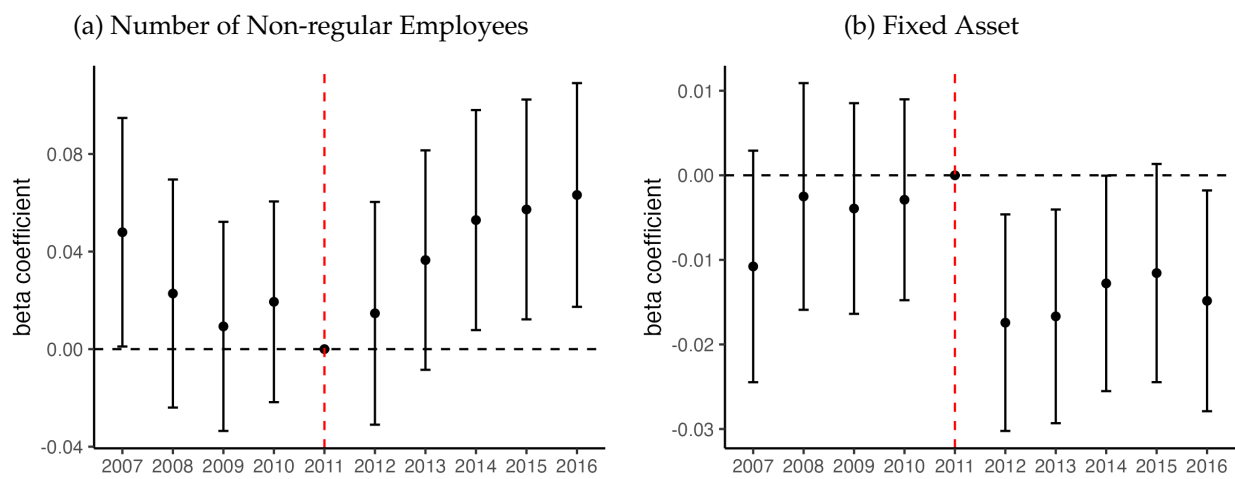 (a) Number of Non-regular Employees
beta coefficient
0.08
0.04
0.00
-0.04
2007 2008 2009 2010 2011 2012 2013 2014 2015 2016
(b) Fixed Asset
beta coefficient
0.01
0.00
-0.01
-0.02
-0.03
2007 2008 2009 2010 2011 2012 2013 2014 2015 2016